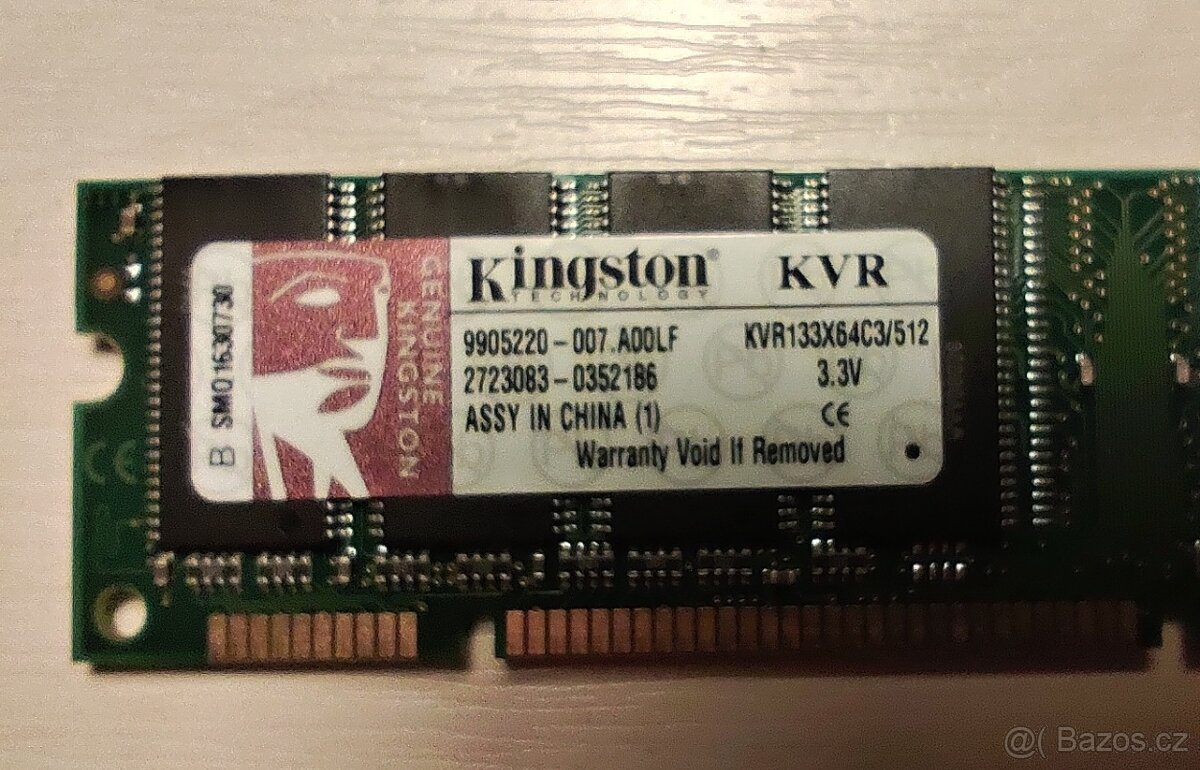 Kingston KVR
TECHNOLOGY
9905220-007.A00LF KVR133X64C3/512
2723083-0352186 3.3V
ASSY IN CHINA (1) CE
Warranty Void If Removed
GENUINE
KINGSTON
B SM01630730
CE
@( Bazos.cz